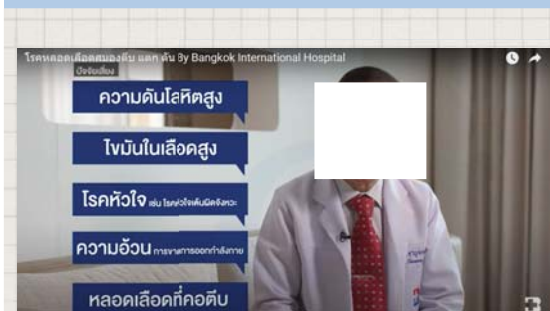 โรคหลอดเลือดสมองตีบ แตก ตัน By Bangkok International Hospital
ปัจจัยเสี่ยง
ความดันโลหิตสูง
ไขมันในเลือดสูง
โรคหัวใจ เช่น โรคหัวใจเต้นผิดจังหวะ
ความอ้วน การขาดการออกกำลังกาย
หลอดเลือดที่คอตีบ